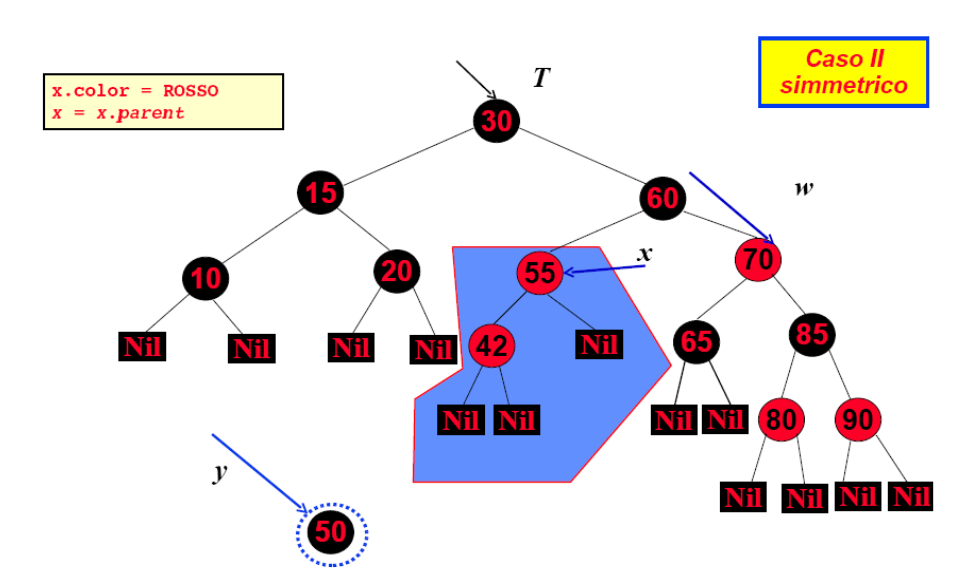 Caso II
simmetrico
x.color = ROSSO
x = x.parent
T
30
15
60
w
10
20
55
x
70
Nil
Nil
Nil
Nil
42
Nil
65
85
Nil
Nil
Nil
Nil
80
90
y
Nil
Nil
Nil
Nil
50